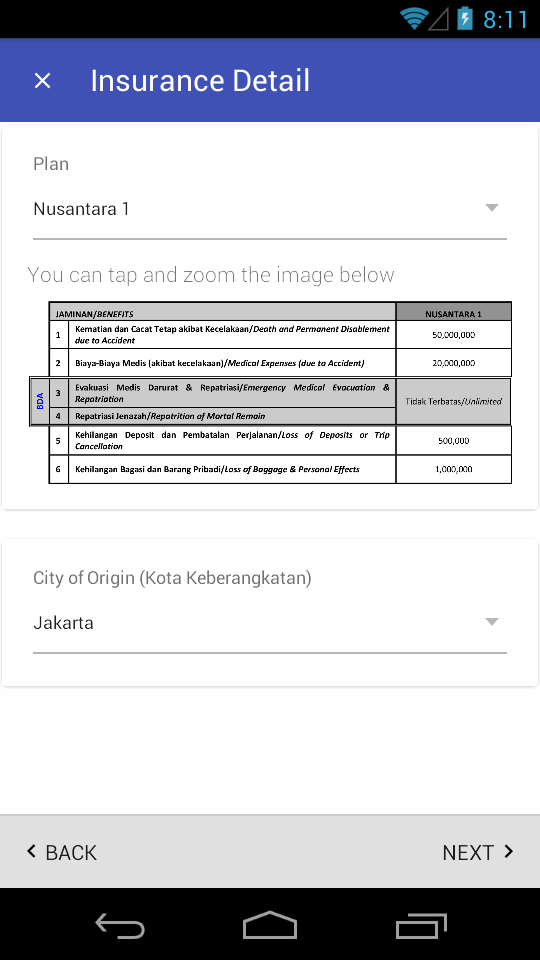 8:11
Insurance Detail
Plan
Nusantara 1
You can tap and zoom the image below
JAMINAN/BENEFITS NUSANTARA 1
1 Kematian dan Cacat Tetap akibat Kecelakaan/Death and Permanent Disablement
due to Accident 50,000,000
2 Biaya-Biaya Medis (akibat kecelakaan)/Medical Expenses (due to Accident) 20,000,000
BDA
3 Evakuasi Medis Darurat & Repatriasi/Emergency Medical Evacuation &
Repatriation
Tidak Terbatas/Unlimited
4 Repatriasi Jenazah/Repatrition of Mortal Remain
5 Kehilangan Deposit dan Pembatalan Perjalanan/Loss of Deposits or Trip
Cancellation 500,000
6 Kehilangan Bagasi dan Barang Pribadi/Loss of Baggage & Personal Effects 1,000,000
City of Origin (Kota Keberangkatan)
Jakarta
BACK NEXT